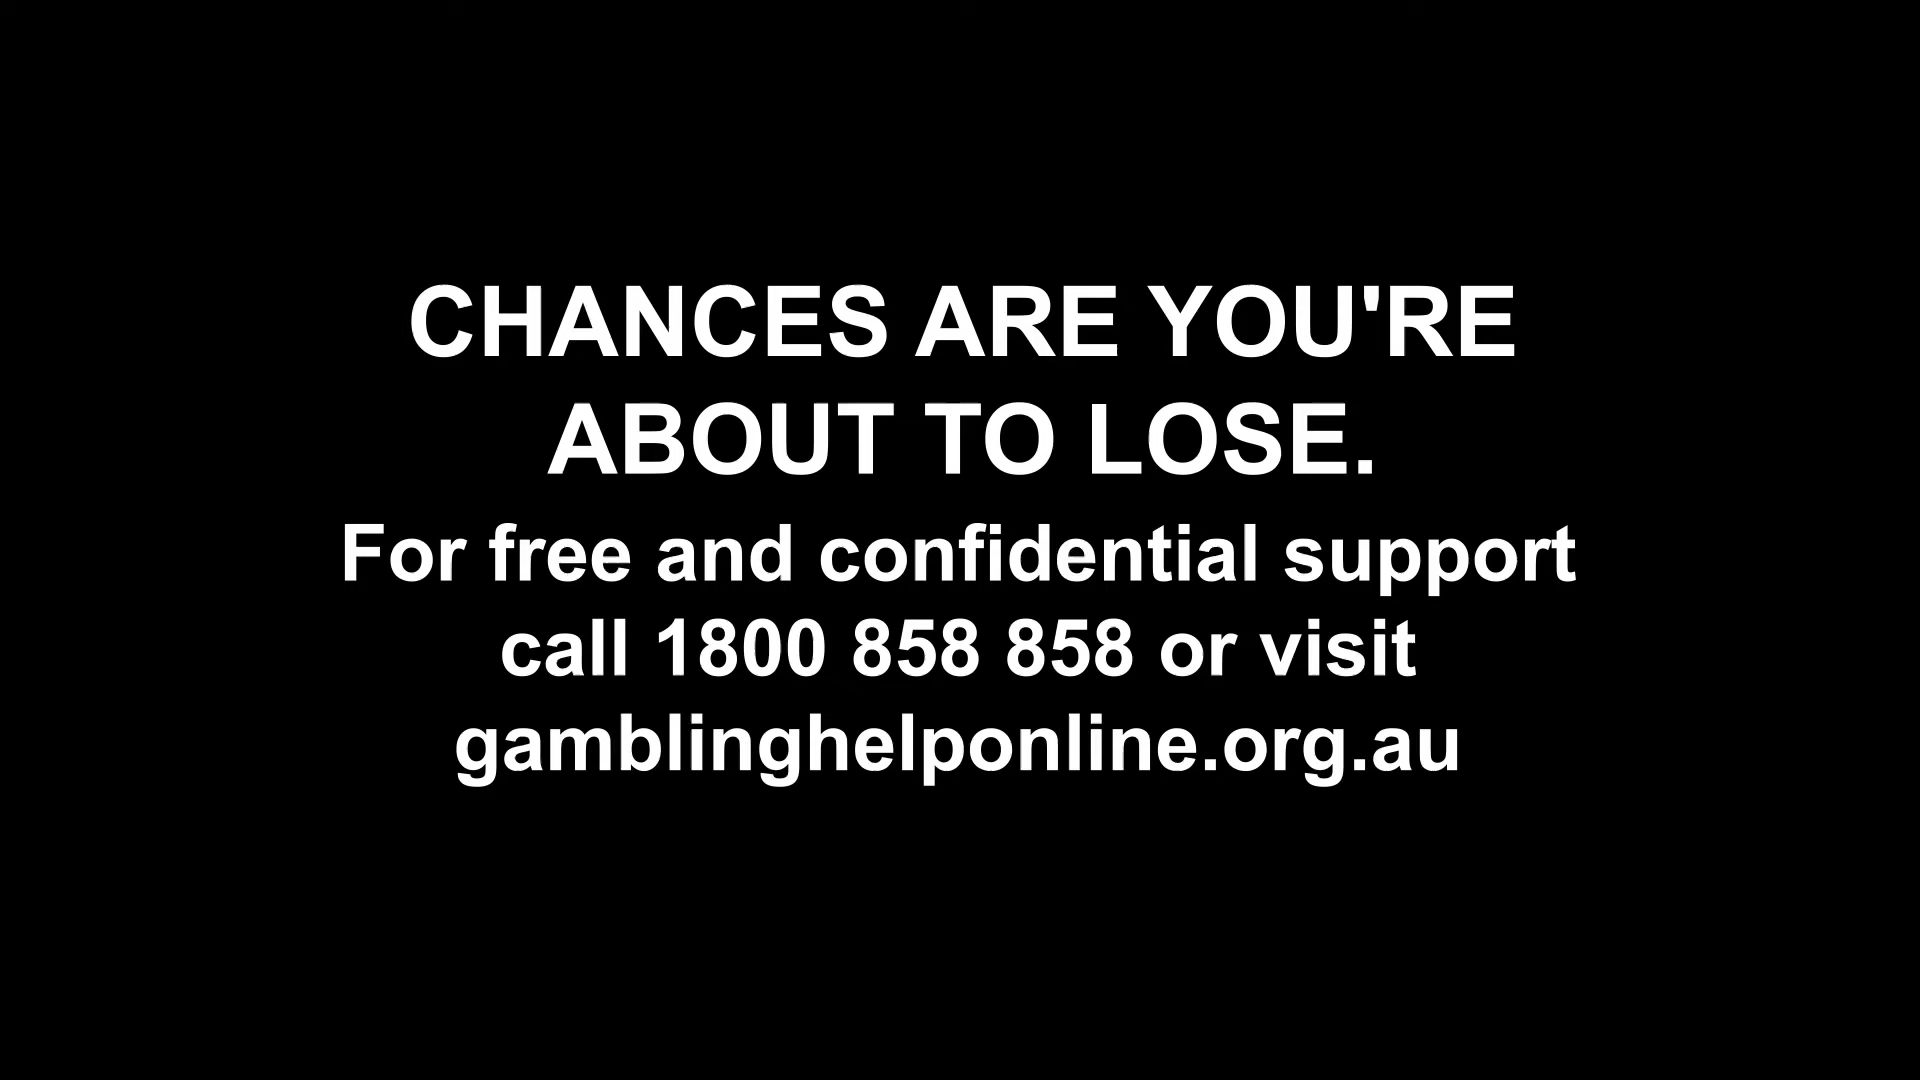 CHANCES ARE YOU'RE
ABOUT TO LOSE.
For free and confidential support
call 1800 858 858 or visit
gamblinghelponline.org.au